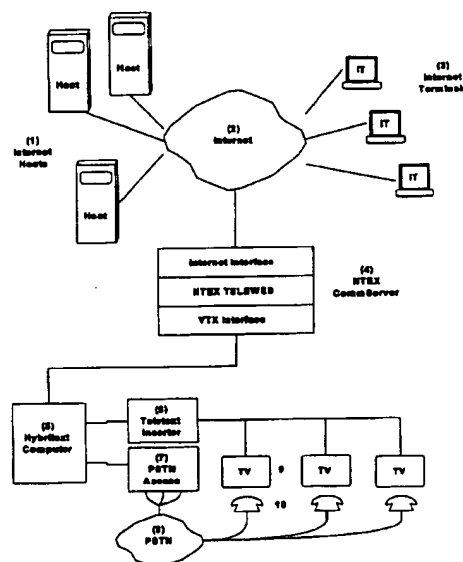 Host
Host
IT
(3)
Internet
Terminals
(1)
Internet
Hosts
(2)
Internet
IT
IT
Host
Internet Interface
NTEX TELEWEB
VTX Interface
(4)
NTEX
CommServer
(5)
Hybritext
Computer
(6)
Teletext
Inserter
(7)
PSTN
Access
TV
9
TV
TV
10
(8)
PSTN